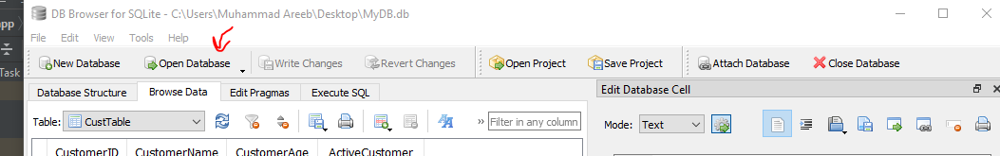 DB Browser for SQLite - C:\Users\Muhammad Areeb\Desktop\MyDB.db
app
File Edit View Tools Help
New Database Open Database Write Changes Revert Changes Open Project Save Project Attach Database Close Database
Task
Database Structure Browse Data Edit Pragmas Execute SQL Edit Database Cell
Table: CustTable Filter in any column Mode: Text
CustomerID CustomerName CustomerAge ActiveCustomer